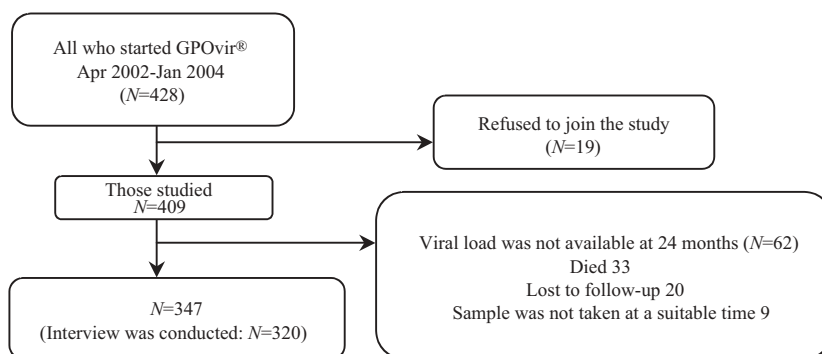 All who started GPOvir®
Apr 2002-Jan 2004
(N=428)
Refused to join the study
(N=19)
Those studied
N=409
Viral load was not available at 24 months (N=62)
Died 33
Lost to follow-up 20
Sample was not taken at a suitable time 9
N=347
(Interview was conducted: N=320)